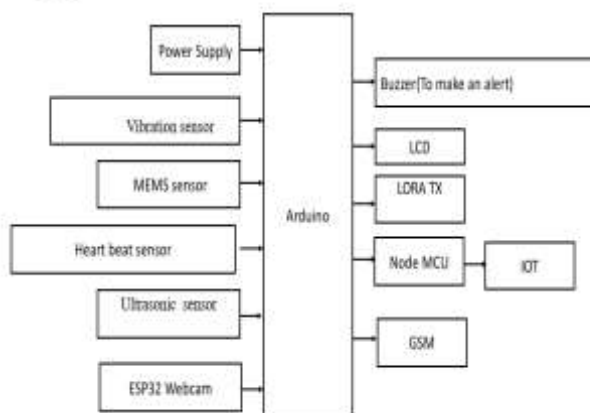 Power Supply
Vibration sensor
MEMS sensor
Heart beat sensor
Ultrasonic sensor
ESP32 Webcam
Arduino
Buzzer(To make an alert)
LCD
LORA TX
Node MCU
IOT
GSM